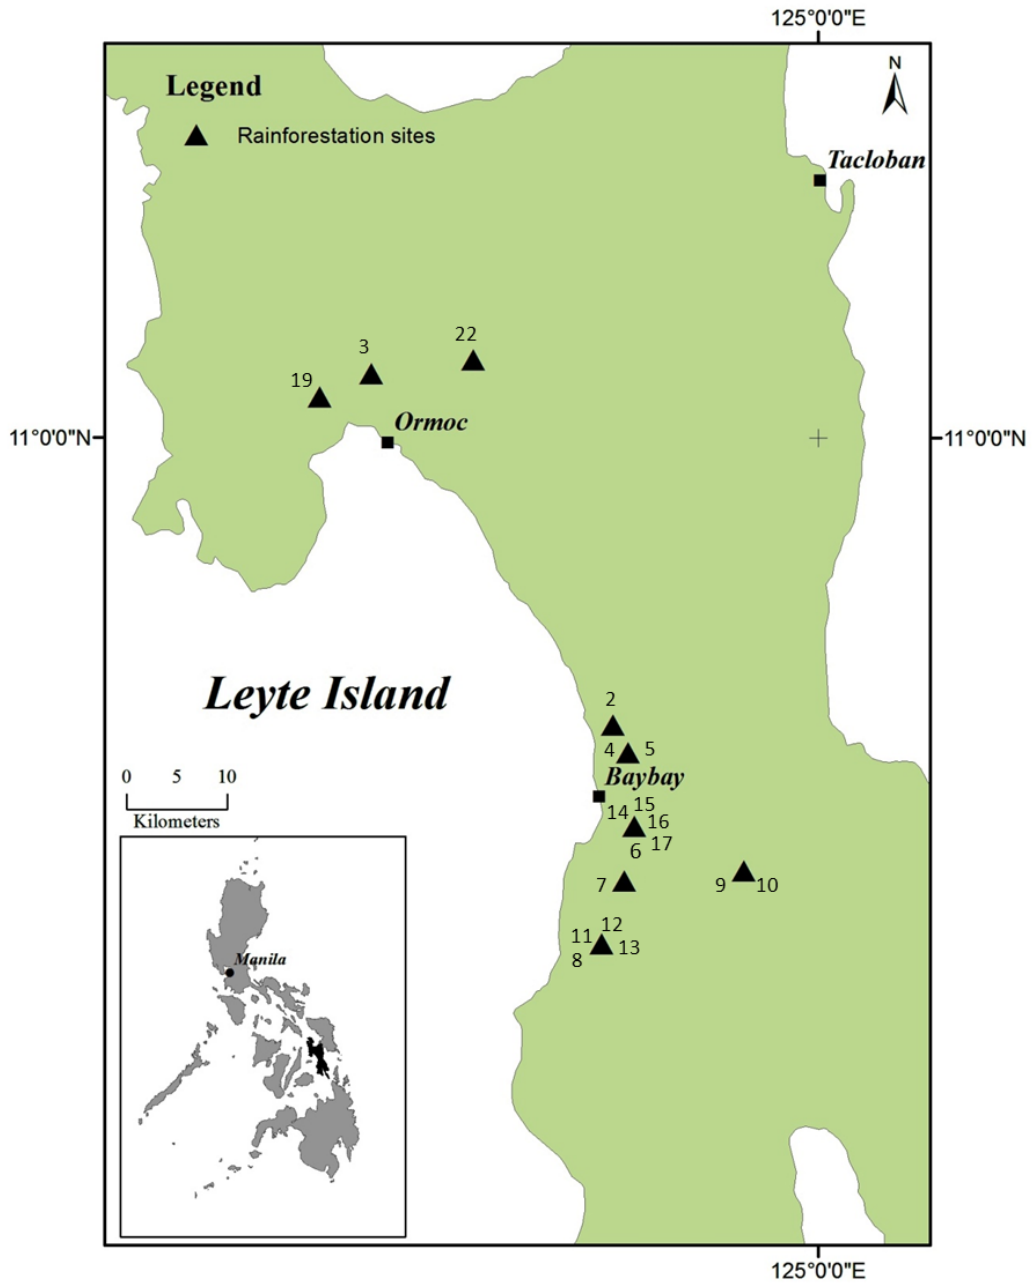 125°0'0"E
Legend
N
Rainforestation sites
Tacloban
22
3
19
Ormoc
11°0'0"N
11°0'0"N
Leyte Island
2
4
5
Baybay
0 5 10
Kilometers
14
15
16
17
6
7
9
10
11
12
13
8
Manila
125°0'0"E